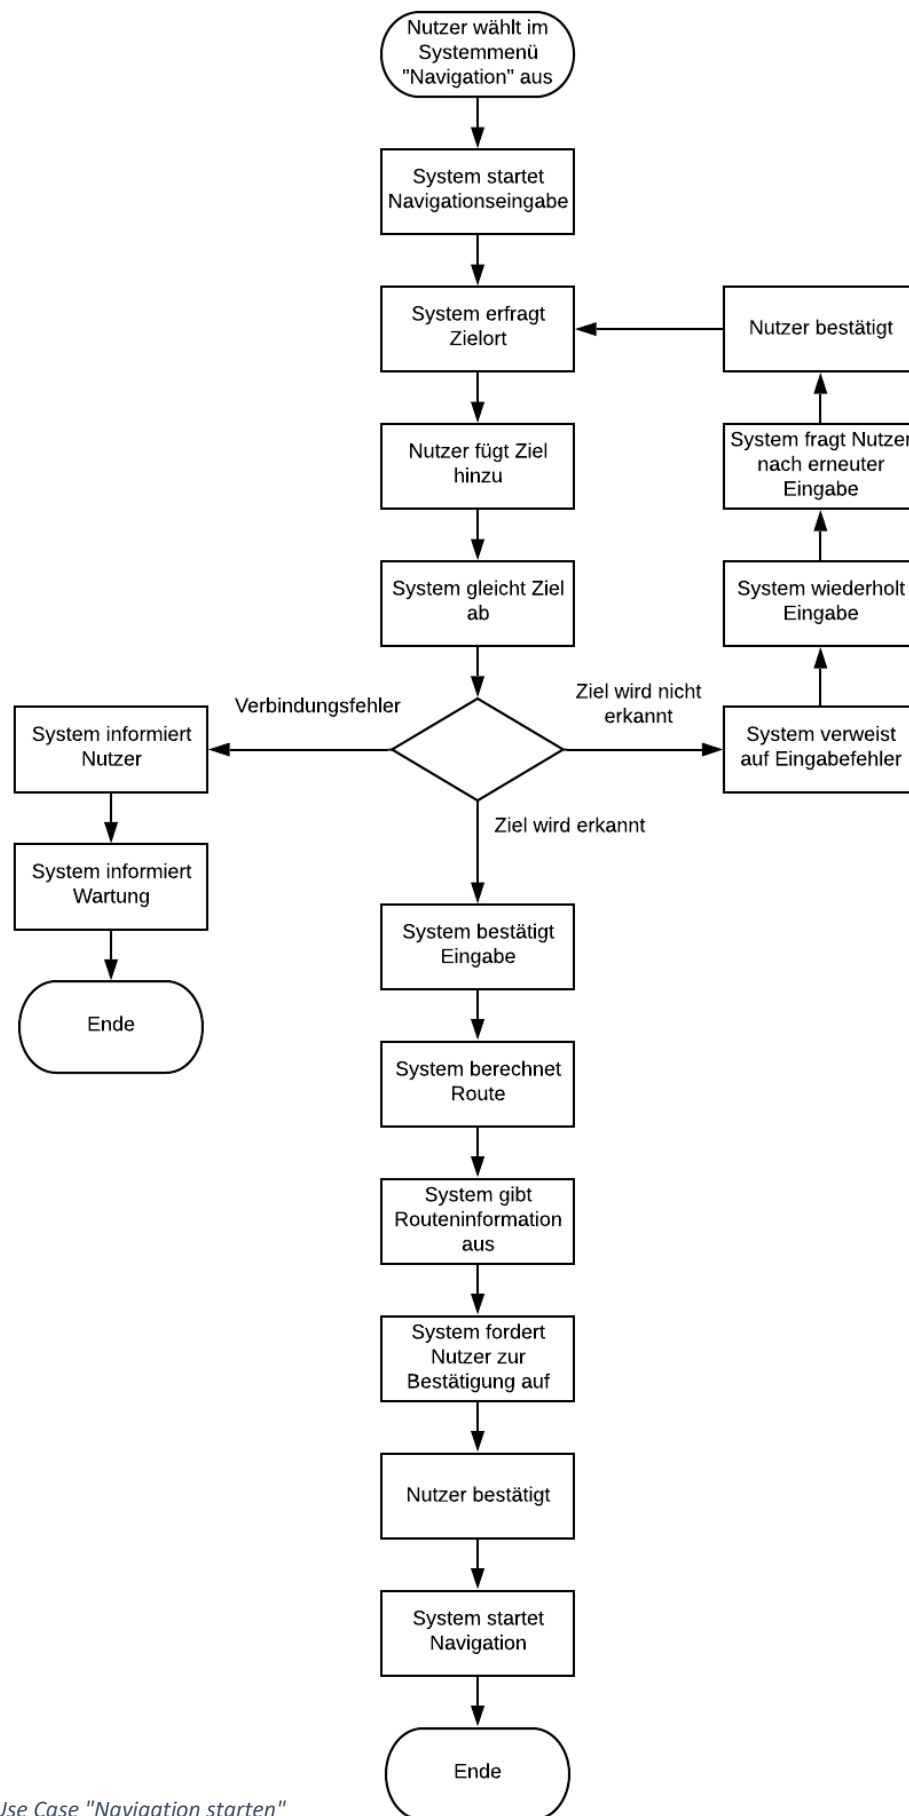 Nutzer wählt im
Systemmenü
"Navigation" aus
System startet
Navigationseingabe
System erfragt
Zielort
Nutzer bestätigt
Nutzer fügt Ziel
hinzu
System fragt Nutzer
nach erneuter
Eingabe
System gleicht Ziel
ab
System wiederholt
Eingabe
Verbindungsfehler
Ziel wird nicht
erkannt
System informiert
Nutzer
System verweist
auf Eingabefehler
Ziel wird erkannt
System informiert
Wartung
Ende
System bestätigt
Eingabe
System berechnet
Route
System gibt
Routeninformation
aus
System fordert
Nutzer zur
Bestätigung auf
Nutzer bestätigt
System startet
Navigation
Ende
Use Case "Navigation starten"